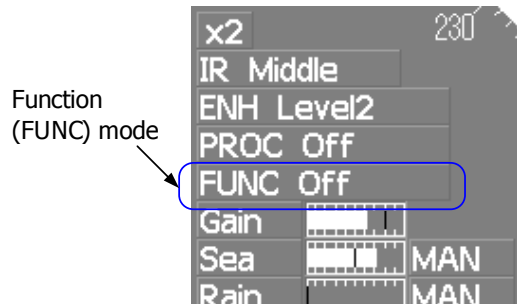 x2 230
IR Middle
ENH Level2
Function
(FUNC) mode
PROC Off
FUNC Off
Gain
Sea MAN
Rain MAN